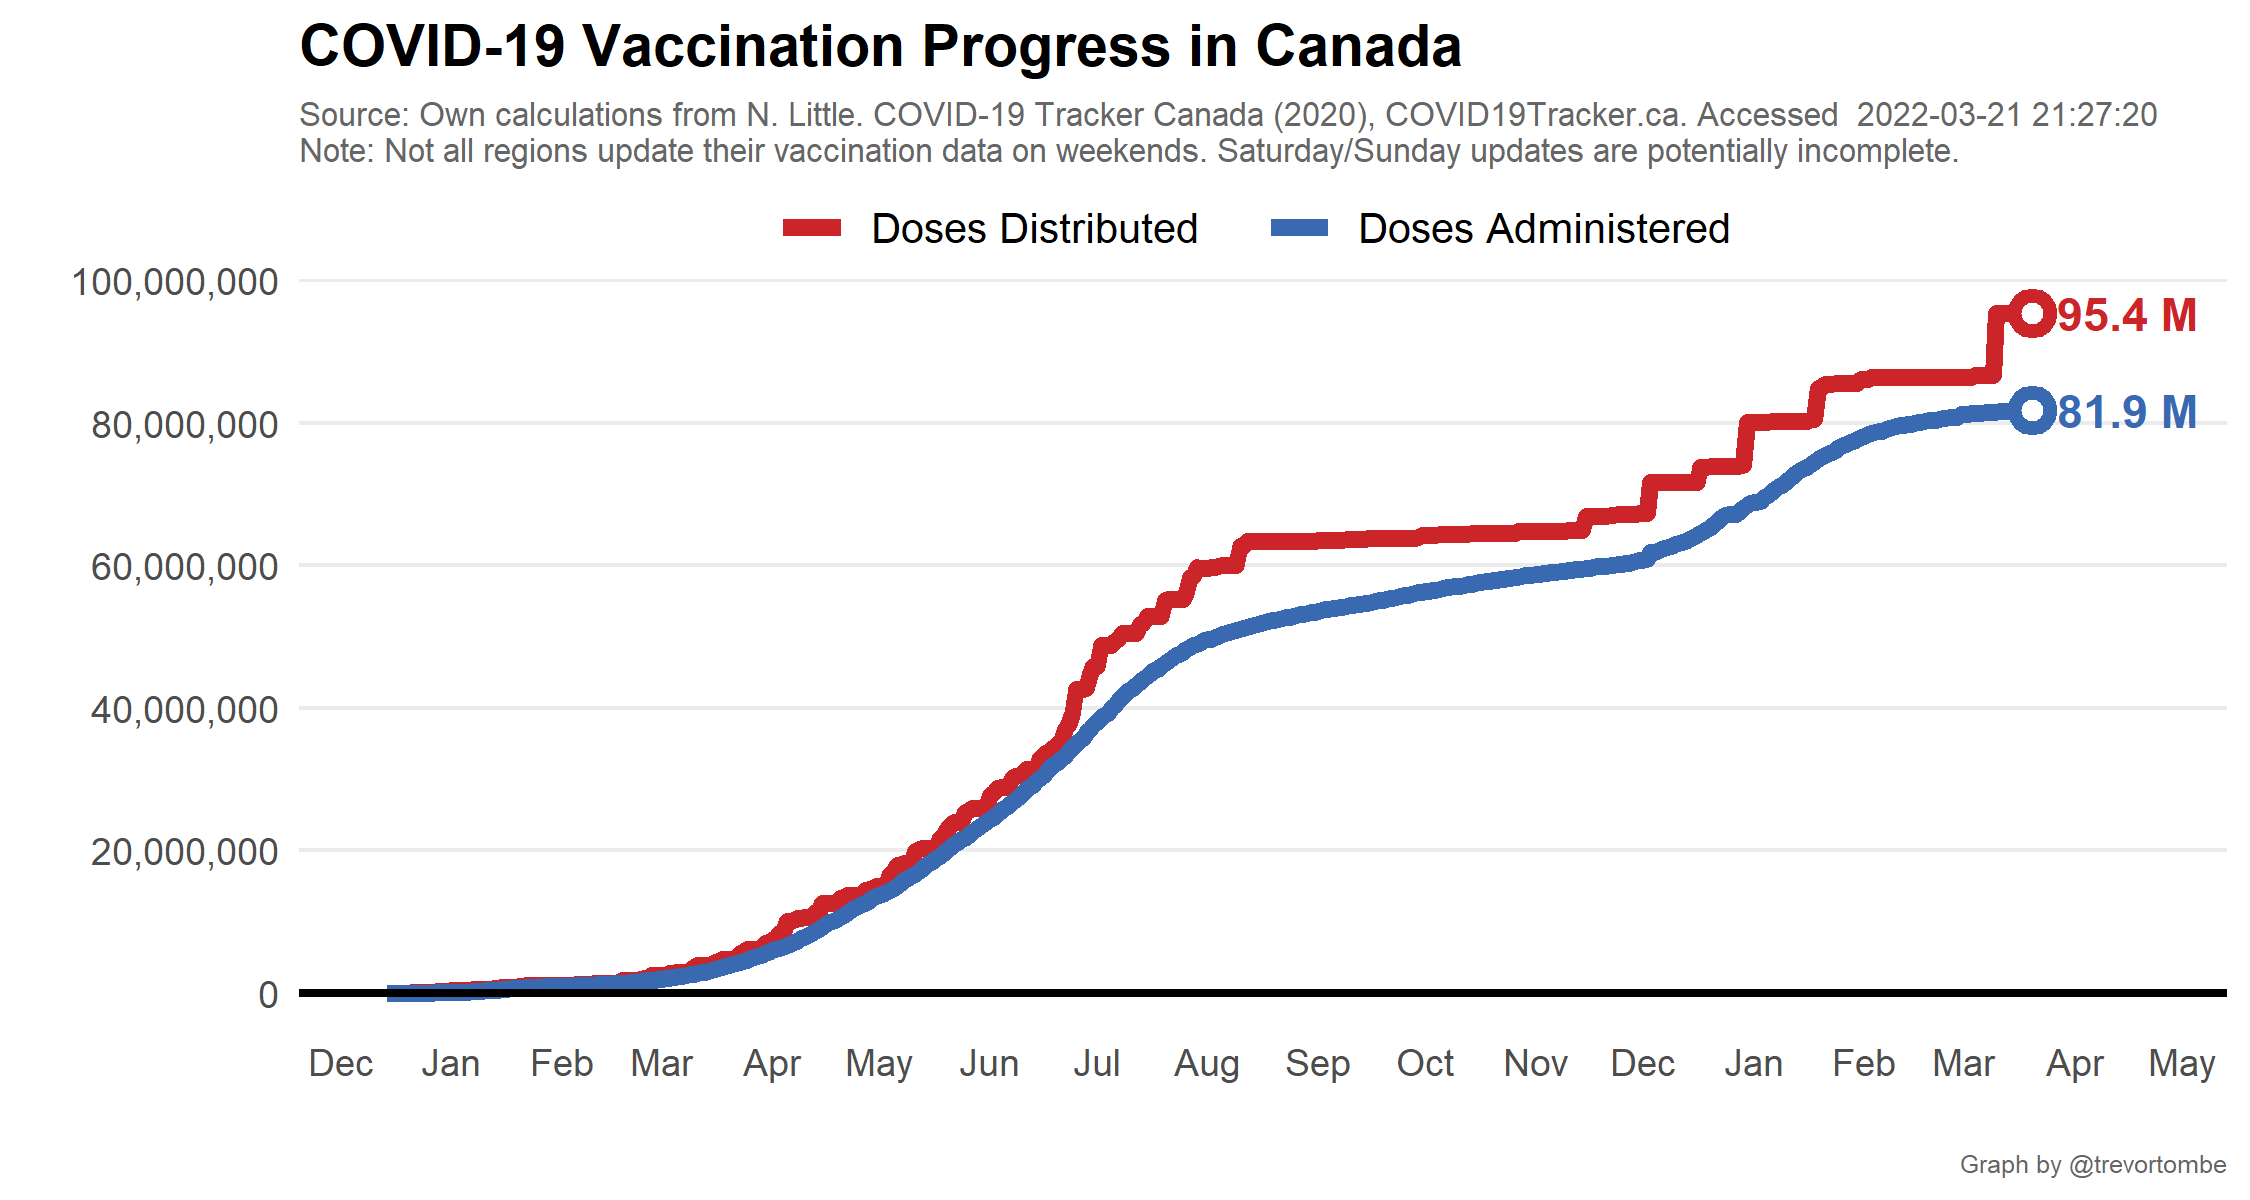 COVID-19 Vaccination Progress in Canada
Source: Own calculations from N. Little. COVID-19 Tracker Canada (2020), COVID19Tracker.ca. Accessed  2022-03-21 21:27:20
Note: Not all regions update their vaccination data on weekends. Saturday/Sunday updates are potentially incomplete.
Doses Distributed Doses Administered
100,000,000
95.4 M
81.9 M
80,000,000
60,000,000
40,000,000
20,000,000
0
Dec Jan Feb Mar Apr May Jun Jul Aug Sep Oct Nov Dec Jan Feb Mar Apr May
Graph by @trevortombe